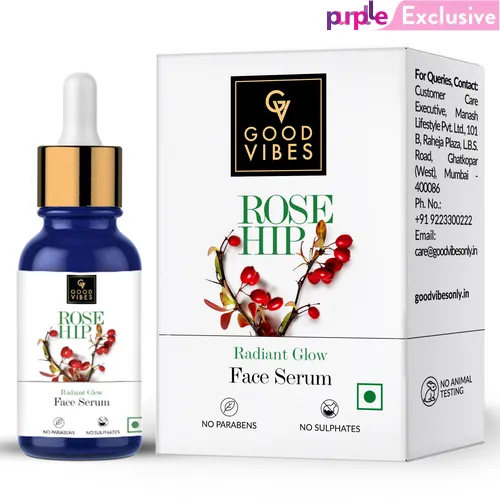 purplle Exclusive
GV
GOOD
VIBES
ROSE
HIP
Radiant Glow
Face Serum
NO PARABENS
NO SULPHATES
GV
GOOD
VIBES
ROSE
HIP
Radiant Glow
Face Serum
NO PARABENS
NO SULPHATES
For Queries, Contact:
Customer Care
Executive, Manash
Lifestyle Pvt. Ltd., 101
B, Raheja Plaza, L.B.S.
Road, Ghatkopar
(West), Mumbai -
400086
Ph. No.:
+91 9223300222
Email:
care@goodvibesonly.in
goodvibesonly.in
NO ANIMAL
TESTING